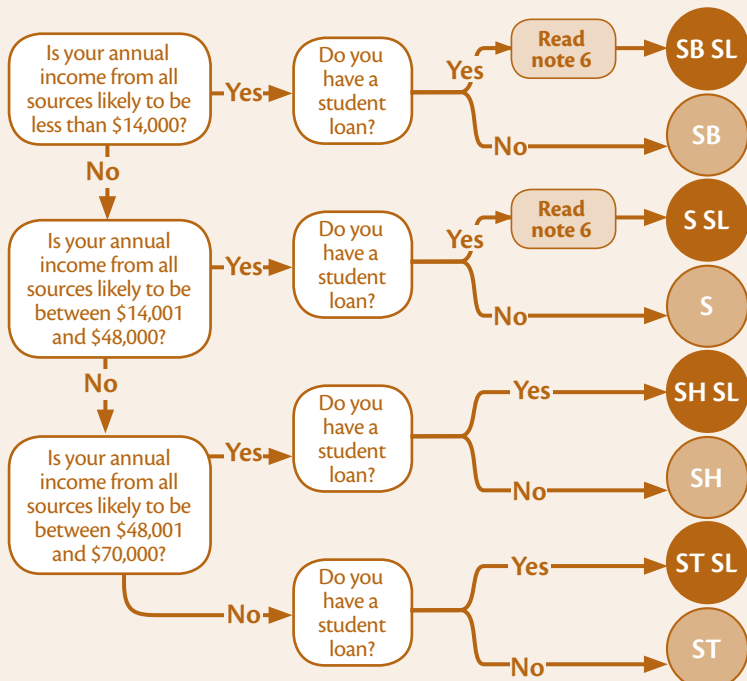 Is your annual
income from all
sources likely to be
less than $14,000?
Yes
Do you
have a
student
loan?
Yes
Read
note 6
SB SL
No
SB
No
Is your annual
income from all
sources likely to be
between $14,001
and $48,000?
Yes
Do you
have a
student
loan?
Yes
Read
note 6
S SL
No
S
No
Is your annual
income from all
sources likely to be
between $48,001
and $70,000?
Yes
Do you
have a
student
loan?
Yes
SH SL
No
SH
No
Do you
have a
student
loan?
Yes
ST SL
No
ST